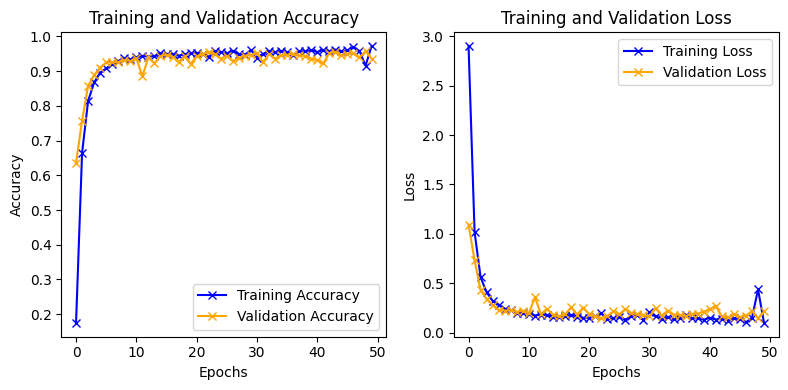 Training and Validation Accuracy
1.0
0.9
0.8
0.7
0.6
0.5
0.4
0.3
0.2
Accuracy
Training Accuracy
Validation Accuracy
0 10 20 30 40 50
Epochs
Training and Validation Loss
3.0
2.5
2.0
1.5
1.0
0.5
0.0
Loss
Training Loss
Validation Loss
0 10 20 30 40 50
Epochs